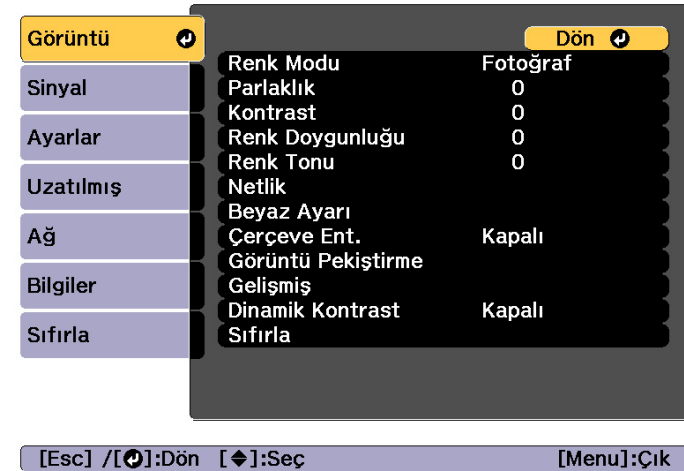 Görüntü
Sinyal
Ayarlar
Uzatılmış
Ağ
Bilgiler
Sıfırla
Dön
Renk Modu Fotoğraf
Parlaklık 0
Kontrast 0
Renk Doygunluğu 0
Renk Tonu 0
Netlik
Beyaz Ayarı
Çerçeve Ent. Kapalı
Görüntü Pekiştirme
Gelişmiş
Dinamik Kontrast Kapalı
Sıfırla
[Esc] /[⏎]:Dön [◆]:Seç [Menu]:Çık